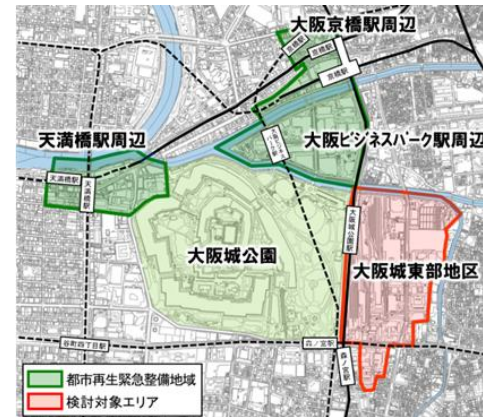 大阪京橋駅周辺
京橋駅
京橋駅
天満橋駅周辺
大阪ビジネスパーク駅周辺
天満橋駅
天満橋駅
大阪城公園駅
大阪城公園
大阪城東部地区
谷町四丁目駅
森ノ宮駅
森ノ宮駅
都市再生緊急整備地域
検討対象エリア